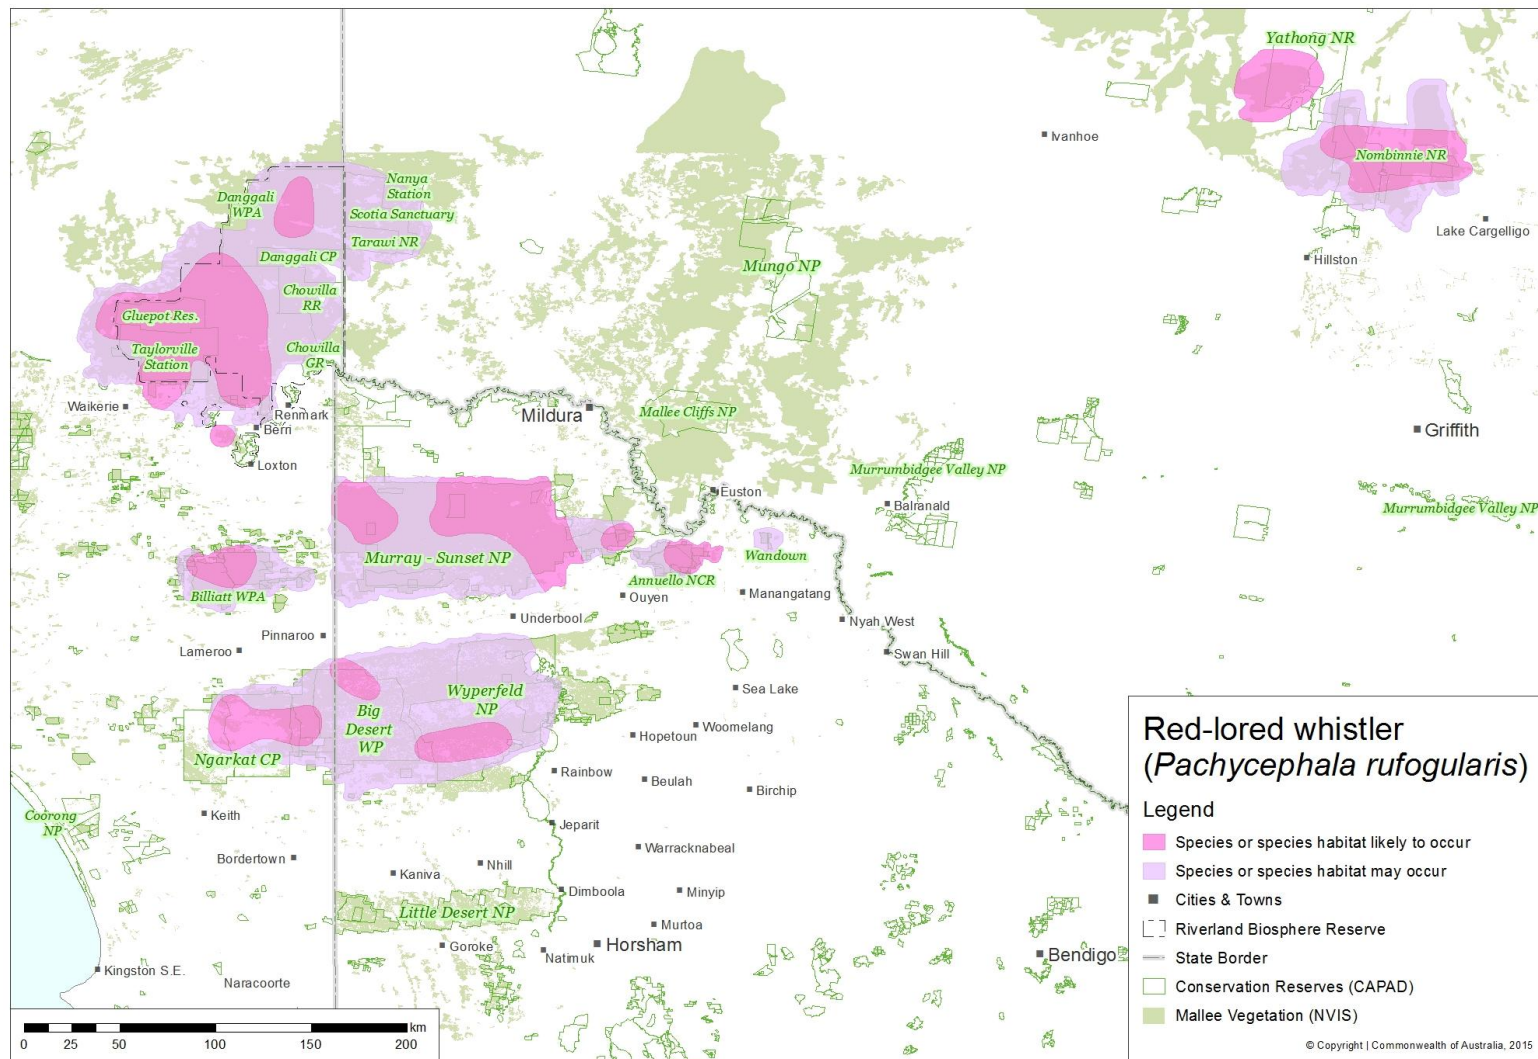 Yathong NR
Ivanhoe
Nombinnie NR
Lake Cargelligo
Hillston
Nanya
Station
Danggali
WPA
Scotia Sanctuary
Tarawi NR
Danggali CP
Mungo NP
Chowilla
RR
Gluepot Res.
Taylorville
Station
Chowilla
GR
Waikerie
Renmark
Berri
Loxton
Mildura
Mallee Cliffs NP
Griffith
Murrumbidgee Valley NP
Euston
Balranald
Murrumbidgee Valley NP
Murray - Sunset NP
Wandown
Annuello NCR
Billiatt WPA
Ouyen
Manangatang
Underbool
Nyah West
Pinnaroo
Lameroo
Swan Hill
Sea Lake
Wyperfeld
NP
Big
Desert
WP
Woomelang
Hopetoun
Ngarkat CP
Rainbow
Beulah
Birchip
Coorong
NP
Keith
Jeparit
Warracknabeal
Bordertown
Nhill
Kaniva
Dimboola
Minyip
Little Desert NP
Murtoa
Goroke
Horsham
Natimuk
Bendigo
Kingston S.E.
Naracoorte
km
0 25 50 100 150 200
Red-lored whistler
(Pachycephala rufogularis)
Legend
Species or species habitat likely to occur
Species or species habitat may occur
Cities & Towns
Riverland Biosphere Reserve
State Border
Conservation Reserves (CAPAD)
Mallee Vegetation (NVIS)
© Copyright | Commonwealth of Australia, 2015